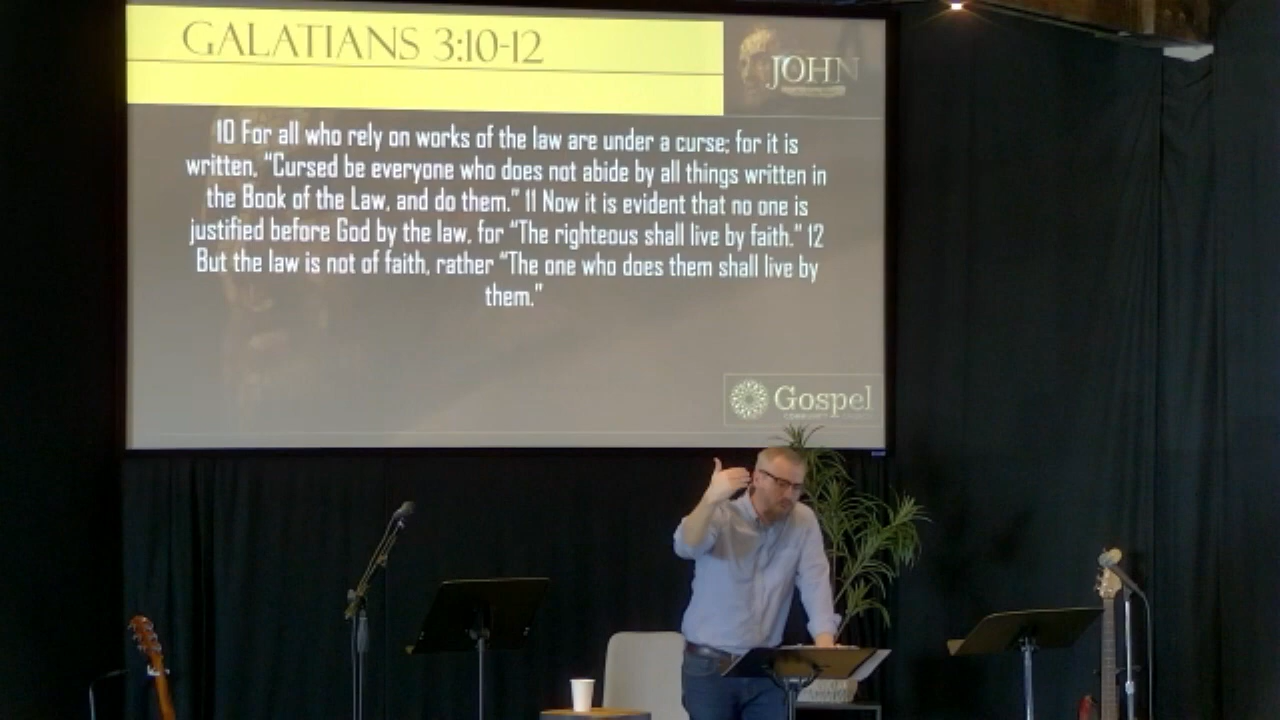 GALATIANS 3:10-12
JOHN
10 For all who rely on works of the law are under a curse; for it is
written, “Cursed be everyone who does not abide by all things written in
the Book of the Law, and do them.” 11 Now it is evident that no one is
justified before God by the law, for “The righteous shall live by faith.” 12
But the law is not of faith, rather “The one who does them shall live by
them.”
Gospel